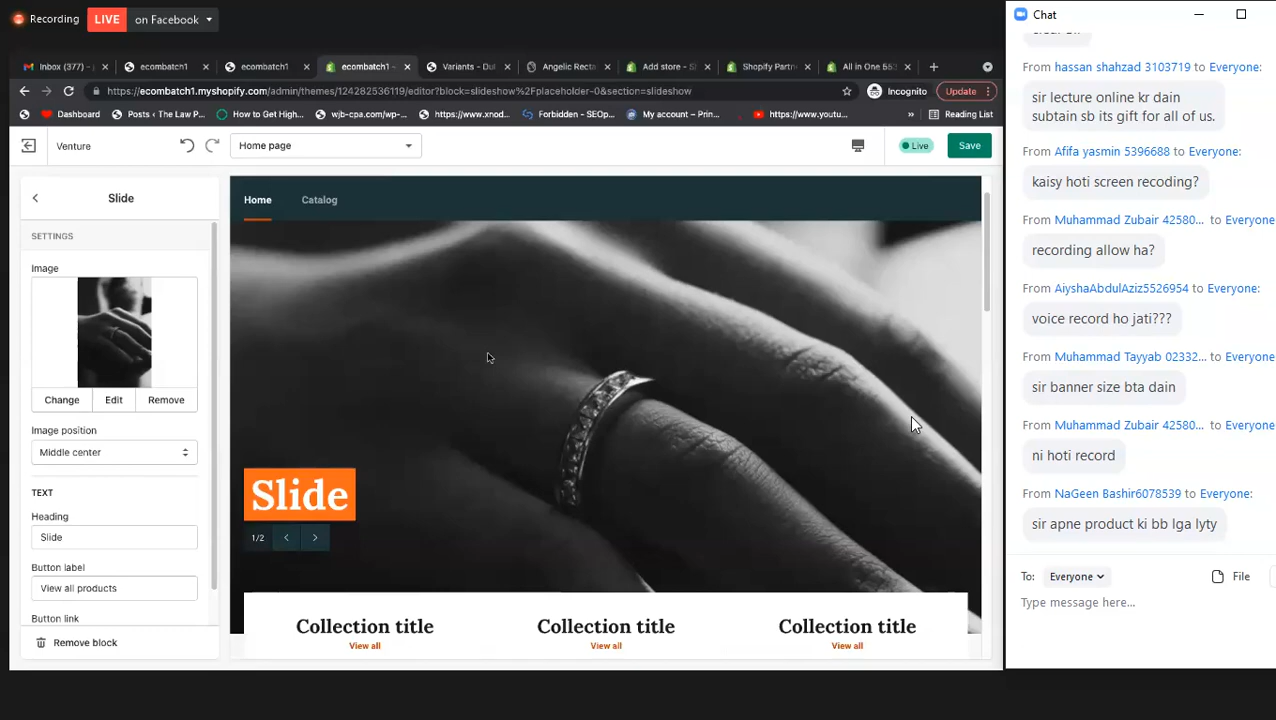 Recording LIVE on Facebook
Chat
Inbox (377) -
ecombatch1
ecombatch1
ecombatch1 -
Variants - Dul
Angelic Recta
Add store - S
Shopify Partn
All in One 553
https://ecombatch1.myshopify.com/admin/themes/124282536119/editor?block=slideshow%2Fplaceholder-0&section=slideshow
Incognito
Update
Dashboard
Posts ‹ The Law P...
How to Get High...
wjb-cpa.com/wp-...
https://www.xnod...
Forbidden - SEOp...
My account – Prin...
https://www.youtu...
»
Reading List
Venture
Home page
Live
Save
Slide
SETTINGS
Image
Change
Edit
Remove
Image position
Middle center
TEXT
Heading
Slide
Button label
View all products
Button link
Remove block
Home
Catalog
Slide
1/2
Collection title
View all
Collection title
View all
Collection title
View all
From hassan shahzad 3103719 to Everyone:
sir lecture online kr dain
subtain sb its gift for all of us.
From Afifa yasmin 5396688 to Everyone:
kaisy hoti screen recoding?
From Muhammad Zubair 42580... to Everyone
recording allow ha?
From AiyshaAbdulAziz5526954 to Everyone:
voice record ho jati???
From Muhammad Tayyab 02332... to Everyone
sir banner size bta dain
From Muhammad Zubair 42580... to Everyone
ni hoti record
From NaGeen Bashir6078539 to Everyone:
sir apne product ki bb lga lyty
To: Everyone
File
Type message here...